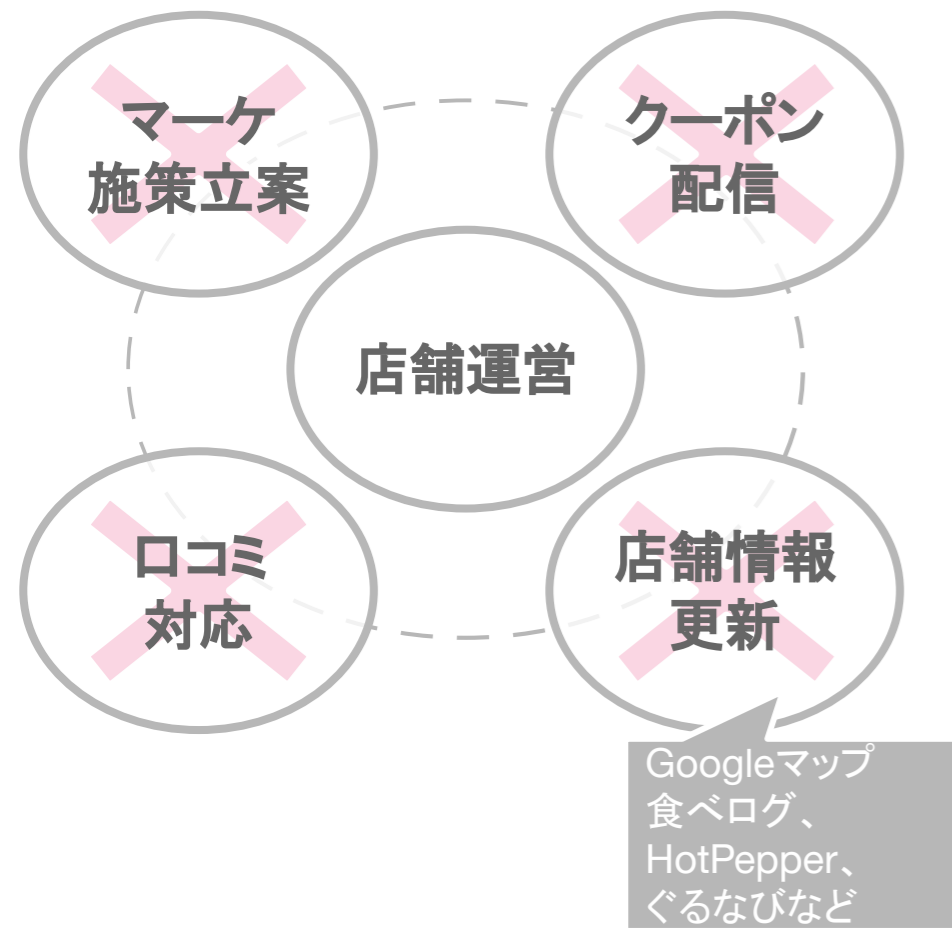 マーケ
施策立案
クーポン
配信
店舗運営
口コミ
対応
店舗情報
更新
Googleマップ
食べログ、
HotPepper、
ぐるなびなど